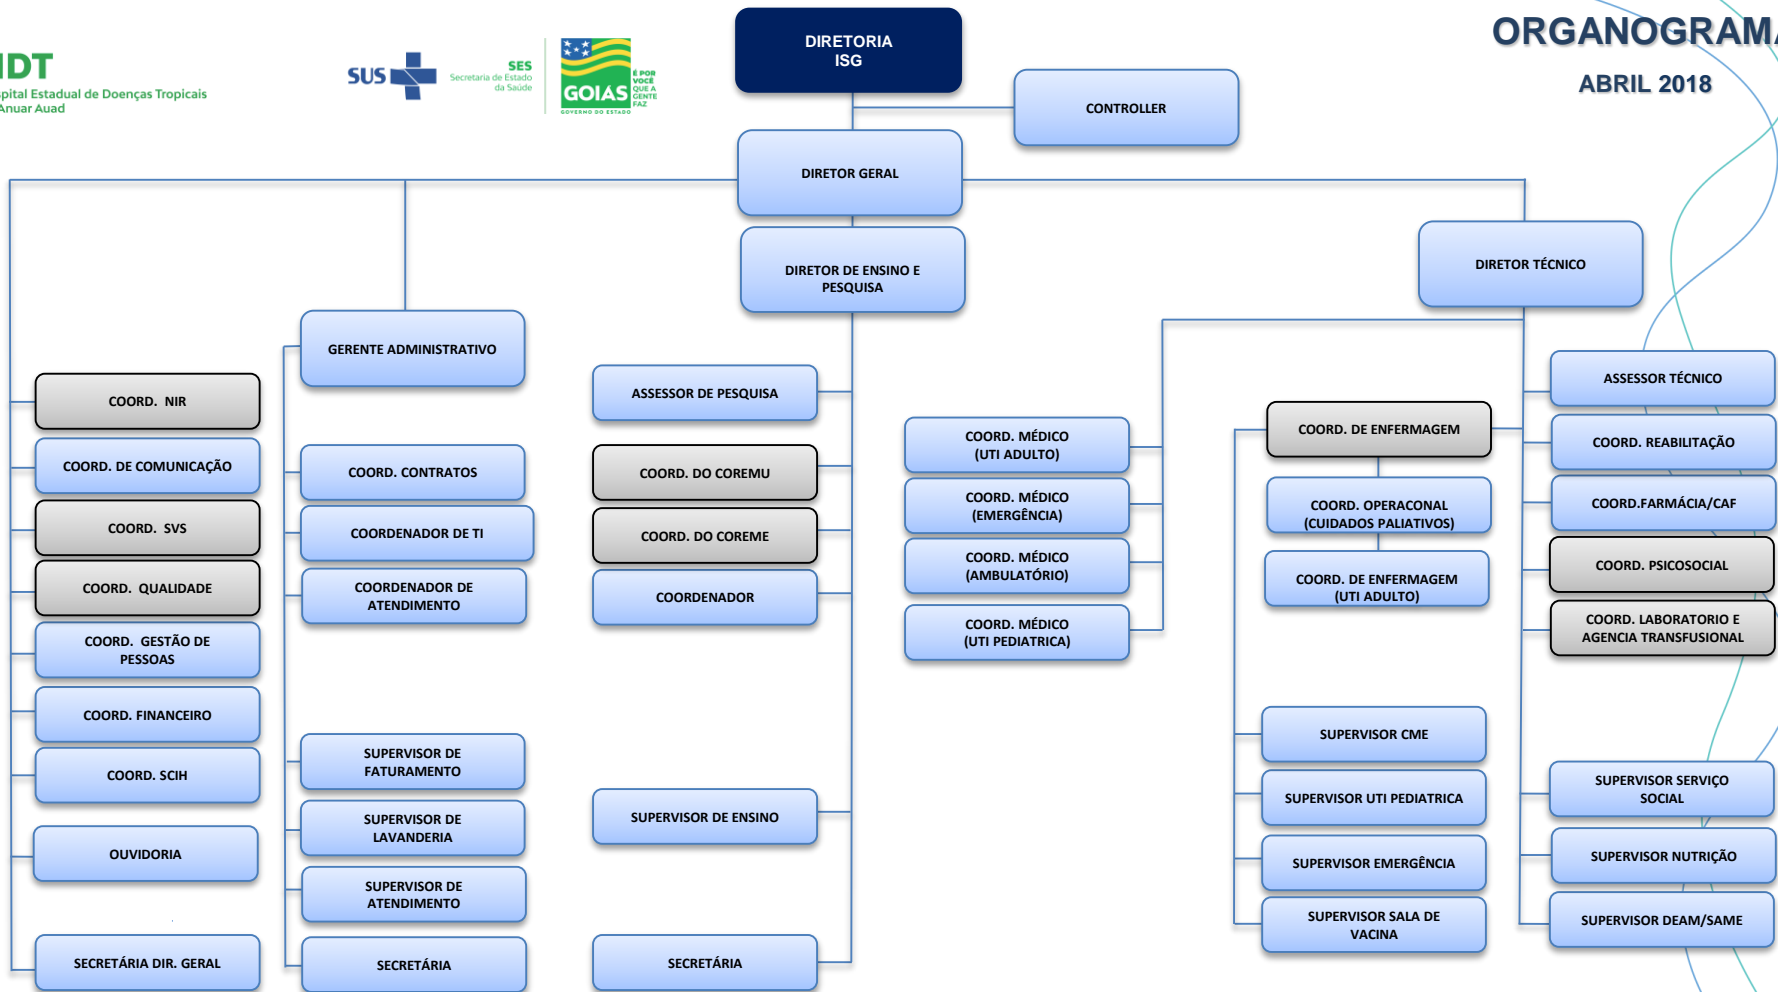 DIRETORIA
ISG
ORGANOGRAMA
ABRIL 2018
HDT
Hospital Estadual de Doenças Tropicais
Anuar Auad
SUS
SES
Secretaria de Estado
da Saúde
GOIÁS
GOVERNO DO ESTADO
É POR
VOCÊ
QUE A
GENTE
FAZ
CONTROLLER
DIRETOR GERAL
DIRETOR DE ENSINO E
PESQUISA
DIRETOR TÉCNICO
COORD. NIR
COORD. DE COMUNICAÇÃO
COORD. SVS
COORD. QUALIDADE
COORD. GESTÃO DE
PESSOAS
COORD. FINANCEIRO
COORD. SCIH
OUVIDORIA
SECRETÁRIA DIR. GERAL
GERENTE ADMINISTRATIVO
COORD. CONTRATOS
COORDENADOR DE TI
COORDENADOR DE
ATENDIMENTO
SUPERVISOR DE
FATURAMENTO
SUPERVISOR DE
LAVANDERIA
SUPERVISOR DE
ATENDIMENTO
SECRETÁRIA
ASSESSOR DE PESQUISA
COORD. DO COREMU
COORD. DO COREME
COORDENADOR
SUPERVISOR DE ENSINO
SECRETÁRIA
COORD. MÉDICO
(UTI ADULTO)
COORD. MÉDICO
(EMERGÊNCIA)
COORD. MÉDICO
(AMBULATÓRIO)
COORD. MÉDICO
(UTI PEDIATRICA)
COORD. DE ENFERMAGEM
COORD. OPERACONAL
(CUIDADOS PALIATIVOS)
COORD. DE ENFERMAGEM
(UTI ADULTO)
SUPERVISOR CME
SUPERVISOR UTI PEDIATRICA
SUPERVISOR EMERGÊNCIA
SUPERVISOR SALA DE
VACINA
ASSESSOR TÉCNICO
COORD. REABILITAÇÃO
COORD.FARMÁCIA/CAF
COORD. PSICOSOCIAL
COORD. LABORATORIO E
AGENCIA TRANSFUSIONAL
SUPERVISOR SERVIÇO
SOCIAL
SUPERVISOR NUTRIÇÃO
SUPERVISOR DEAM/SAME